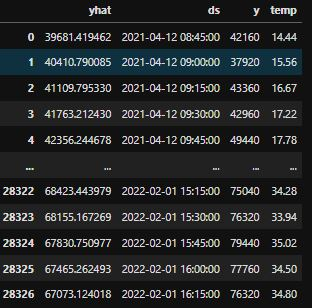 yhat ds y temp
0 39681.419462 2021-04-12 08:45:00 42160 14.44
1 40410.790085 2021-04-12 09:00:00 37920 15.56
2 41109.795330 2021-04-12 09:15:00 43360 16.67
3 41763.212430 2021-04-12 09:30:00 42960 17.22
4 42356.244678 2021-04-12 09:45:00 49440 17.78
... ... ... ... ...
28322 68423.443979 2022-02-01 15:15:00 75040 34.28
28323 68155.167269 2022-02-01 15:30:00 76320 33.94
28324 67830.750977 2022-02-01 15:45:00 79440 35.02
28325 67465.262493 2022-02-01 16:00:00 77760 34.50
28326 67073.124018 2022-02-01 16:15:00 76320 34.80